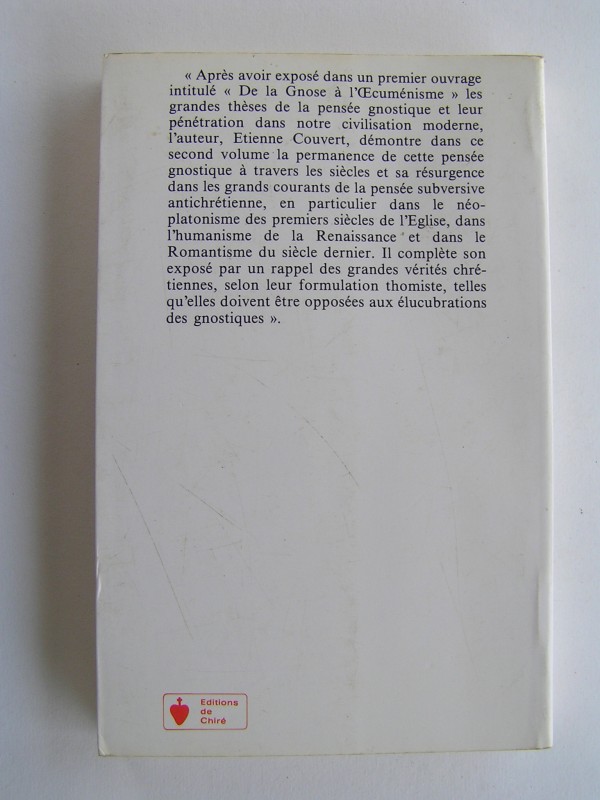 « Après avoir exposé dans un premier ouvrage
intitulé « De la Gnose à l'Œcuménisme » les
grandes thèses de la pensée gnostique et leur
pénétration dans notre civilisation moderne,
l'auteur, Etienne Couvert, démontre dans ce
second volume la permanence de cette pensée
gnostique à travers les siècles et sa résurgence
dans les grands courants de la pensée subversive
antichrétienne, en particulier dans le néo-
platonisme des premiers siècles de l'Eglise, dans
l'humanisme de la Renaissance et dans le
Romantisme du siècle dernier. Il complète son
exposé par un rappel des grandes vérités chré-
tiennes, selon leur formulation thomiste, telles
qu'elles doivent être opposées aux élucubrations
des gnostiques ».
Editions
de
Chiré